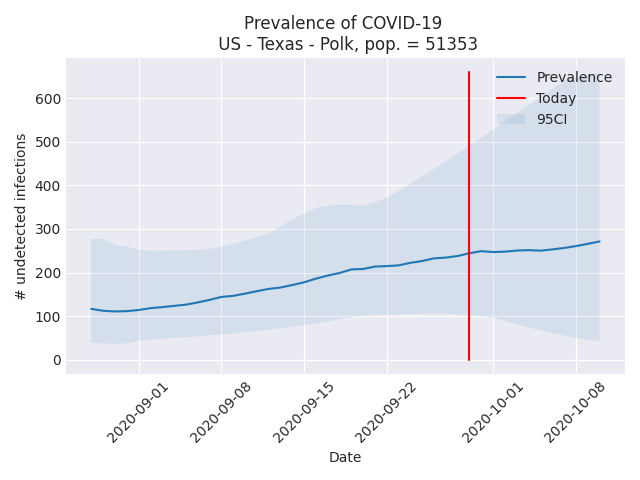 Prevalence of COVID-19
US - Texas - Polk, pop. = 51353
Prevalence
Today
95CI
# undetected infections
600
500
400
300
200
100
0
2020-09-01
2020-09-08
2020-09-15
2020-09-22
2020-10-01
2020-10-08
Date